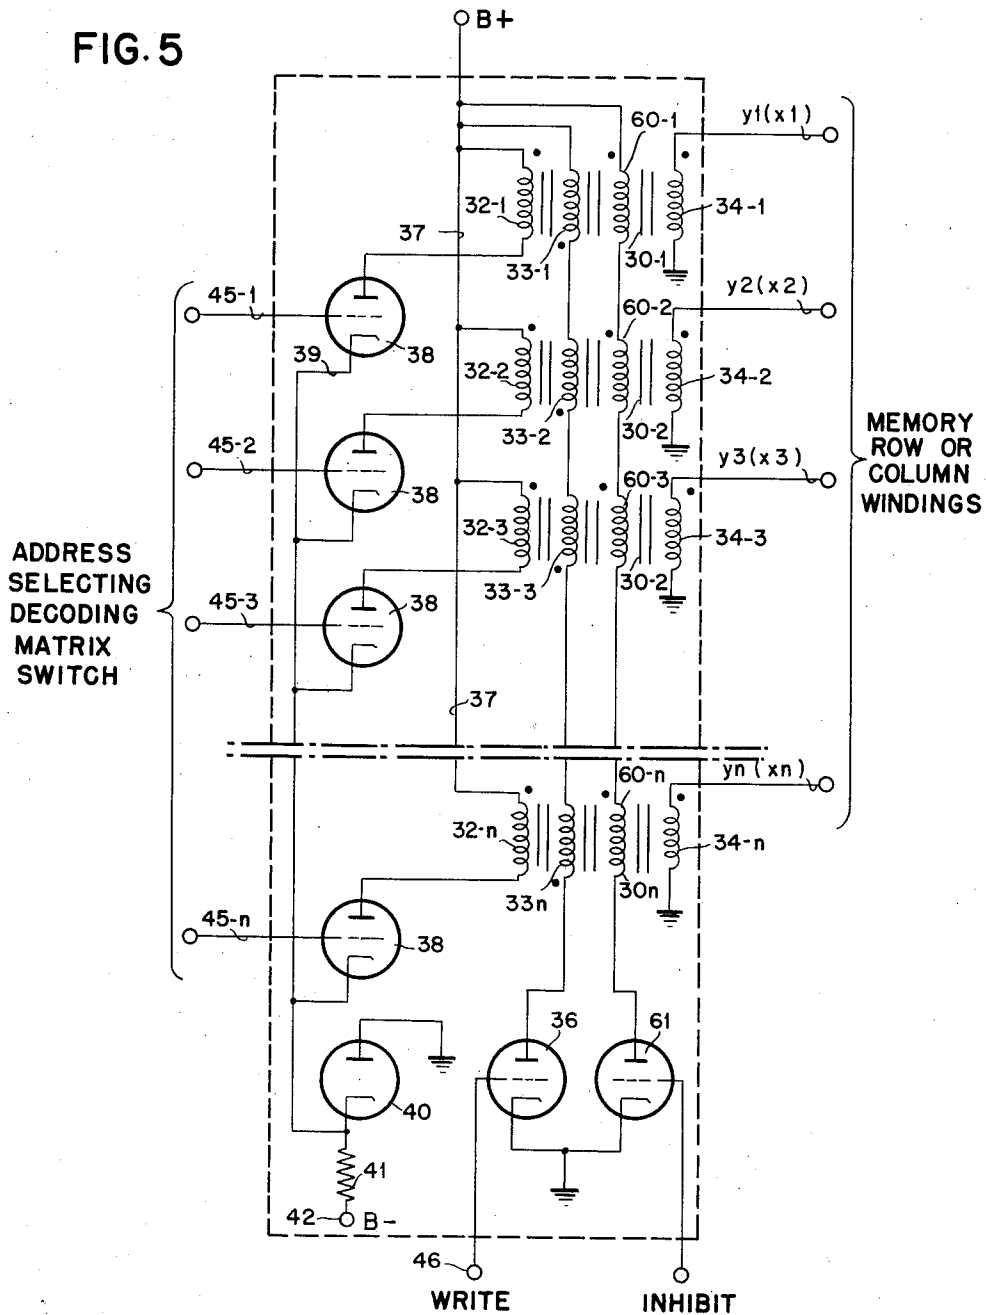 FIG. 5
B+
60-1
y1(x1)
32-1
34-1
37
33-1
30-1
45-1
38
39
60-2
y2(x2)
32-2
34-2
33-2
30-2
45-2
38
60-3
y3(x3)
32-3
34-3
33-3
30-2
45-3
38
MEMORY
ROW OR
COLUMN
WINDINGS
ADDRESS
SELECTING
DECODING
MATRIX
SWITCH
37
60-n
yn(xn)
32-n
34-n
33n
30n
45-n
38
36
61
40
41
42
B-
46
WRITE
INHIBIT